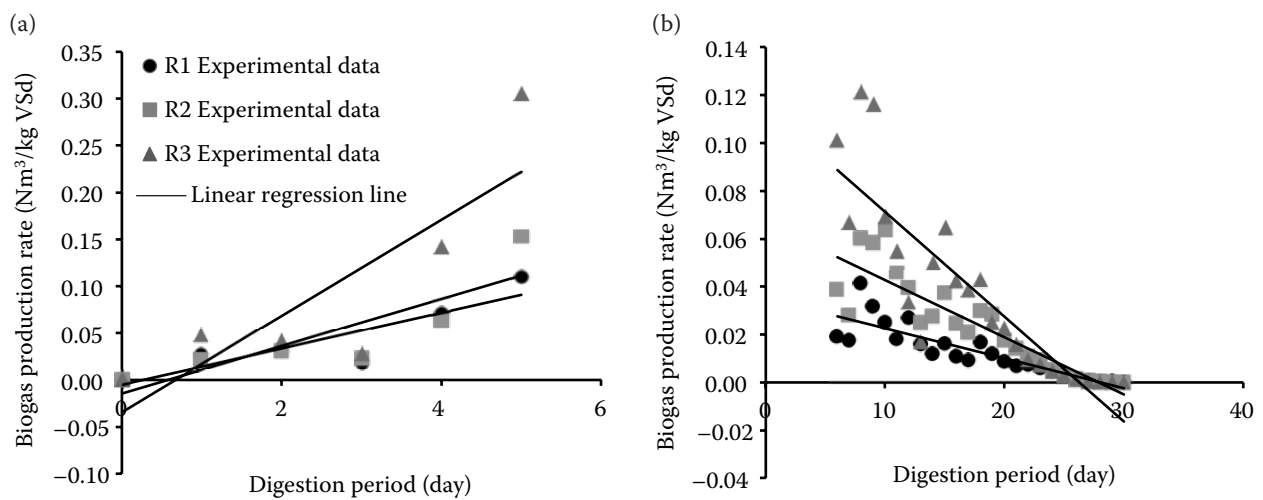 (a)
Biogas production rate (Nm³/kg VSd)
0.35
0.30
0.25
0.20
0.15
0.10
0.05
0.00
−0.05
−0.10
R1 Experimental data
R2 Experimental data
R3 Experimental data
Linear regression line
0 2 4 6
Digestion period (day)
(b)
Biogas production rate (Nm³/kg VSd)
0.14
0.12
0.10
0.08
0.06
0.04
0.02
0.00
−0.02
−0.04
0 10 20 30 40
Digestion period (day)